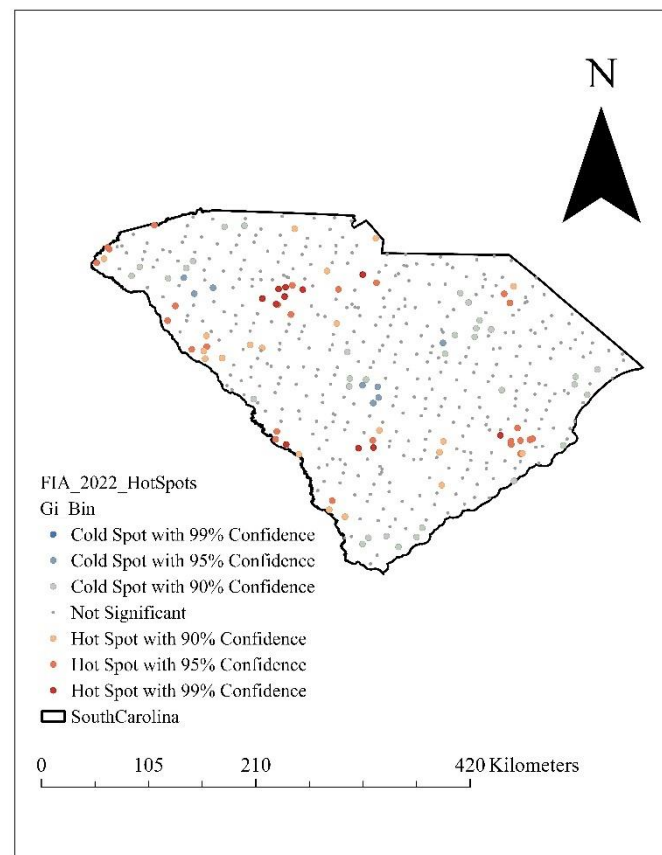 N
FIA_2022_HotSpots
Gi_Bin
Cold Spot with 99% Confidence
Cold Spot with 95% Confidence
Cold Spot with 90% Confidence
Not Significant
Hot Spot with 90% Confidence
Hot Spot with 95% Confidence
Hot Spot with 99% Confidence
SouthCarolina
0 105 210 420 Kilometers